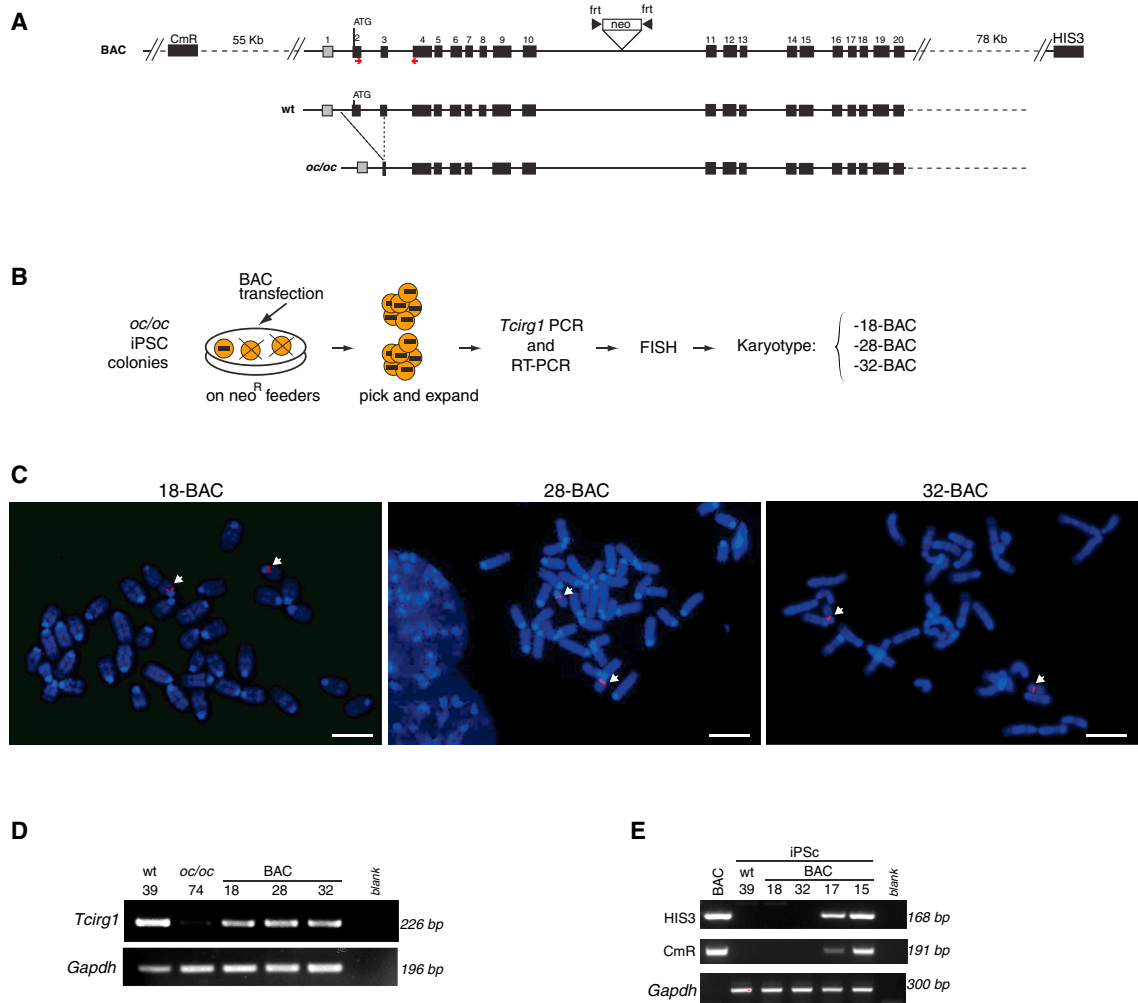 A
frt frt
neo
ATG
CmR 55 Kb 1 2 3 4 5 6 7 8 9 10 11 12 13 14 15 16 17 18 19 20 78 Kb HIS3
BAC
ATG
wt
oc/oc
B
BAC
transfection
oc/oc
iPSC
colonies
on neoR feeders
pick and expand
Tcirg1 PCR
and
RT-PCR
FISH
Karyotype:
-18-BAC
-28-BAC
-32-BAC
C
18-BAC 28-BAC 32-BAC
D
wt oc/oc BAC blank
39 74 18 28 32
Tcirg1 226 bp
Gapdh 196 bp
E
iPSc
BAC wt BAC blank
39 18 32 17 15
HIS3 168 bp
CmR 191 bp
Gapdh 300 bp